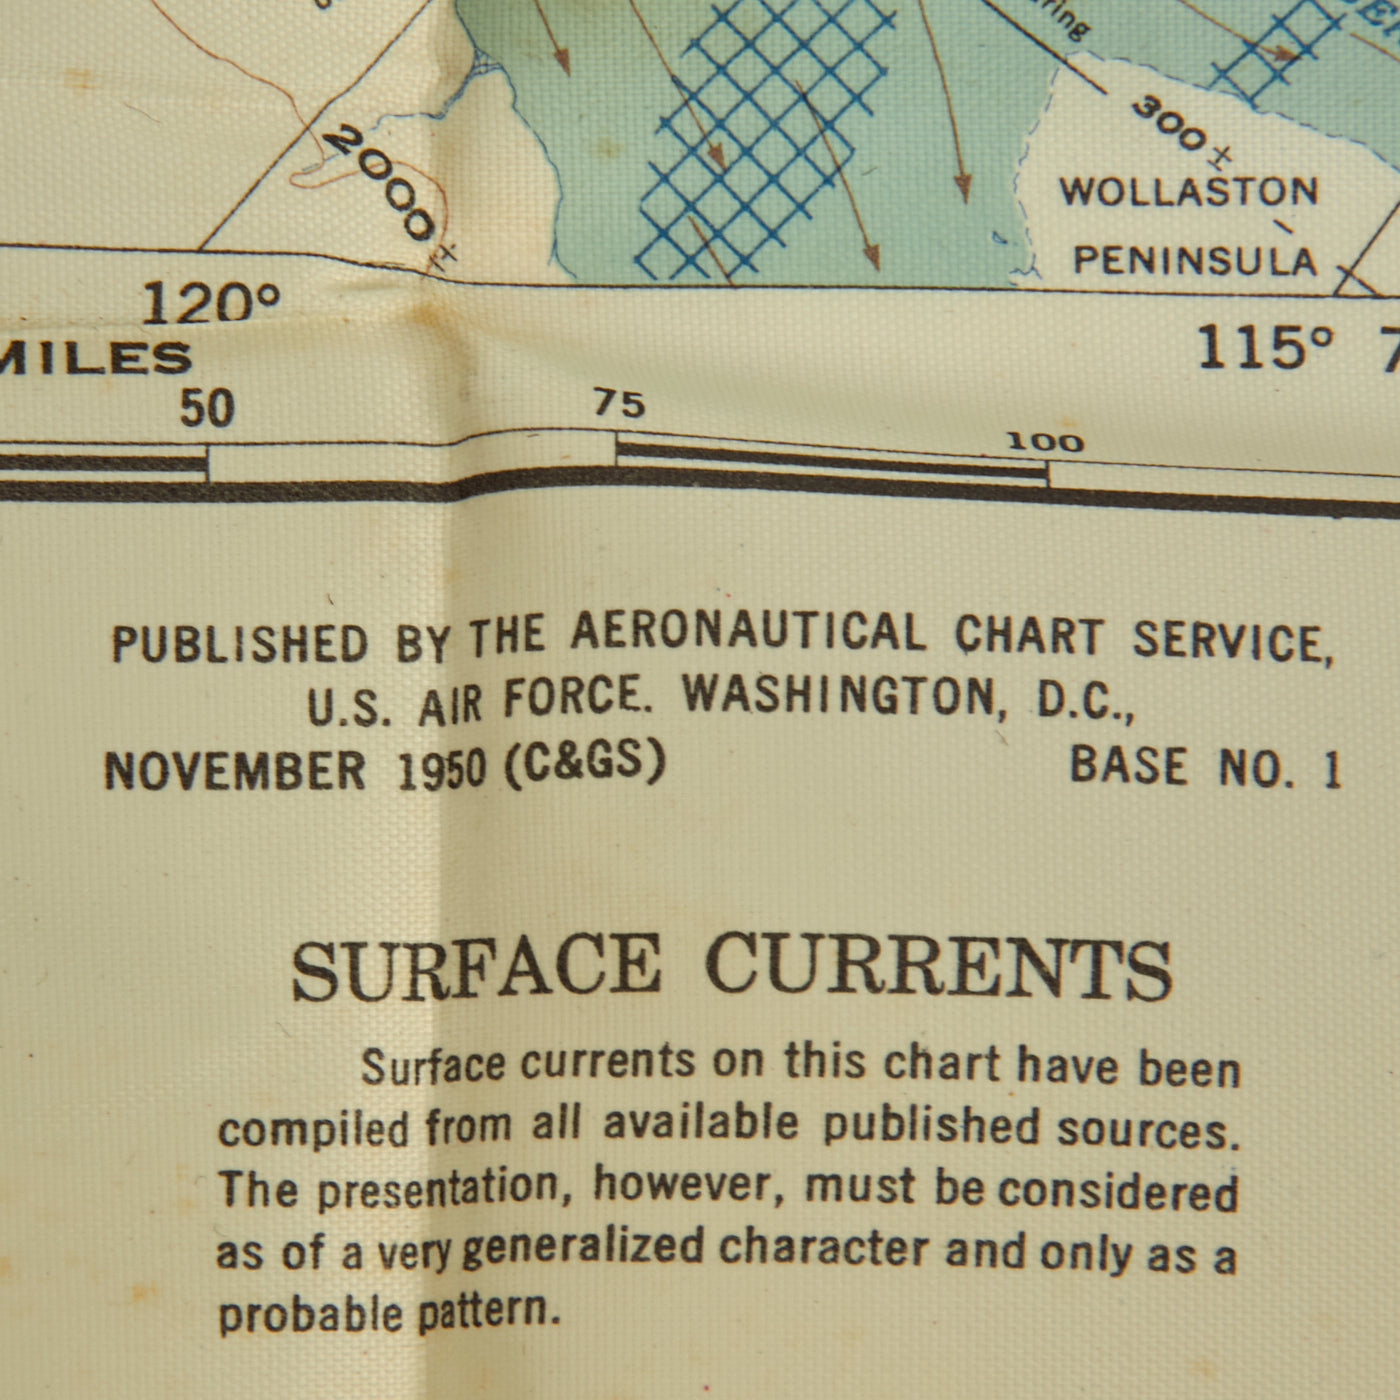 2000±
300±
WOLLASTON
PENINSULA
120°
115°
MILES
50
75
100
PUBLISHED BY THE AERONAUTICAL CHART SERVICE,
U.S. AIR FORCE. WASHINGTON, D.C.,
NOVEMBER 1950 (C&GS) BASE NO. 1
SURFACE CURRENTS
Surface currents on this chart have been
compiled from all available published sources.
The presentation, however, must be considered
as of a very generalized character and only as a
probable pattern.